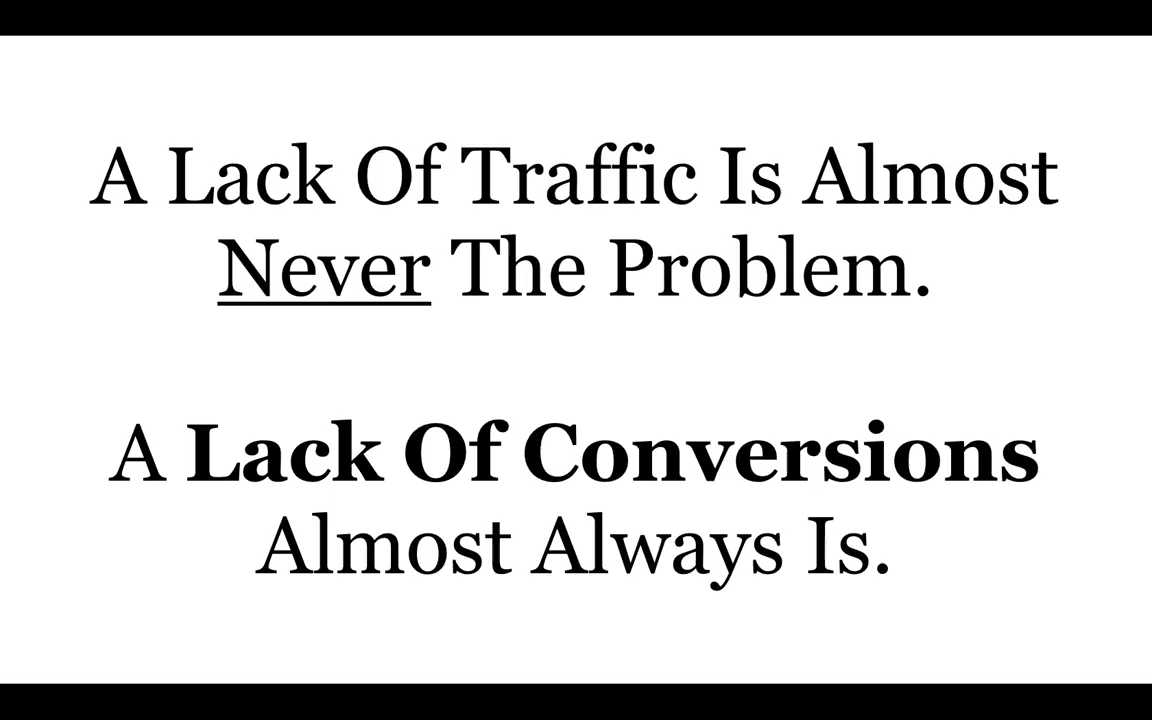 A Lack Of Traffic Is Almost
Never The Problem.
A Lack Of Conversions
Almost Always Is.